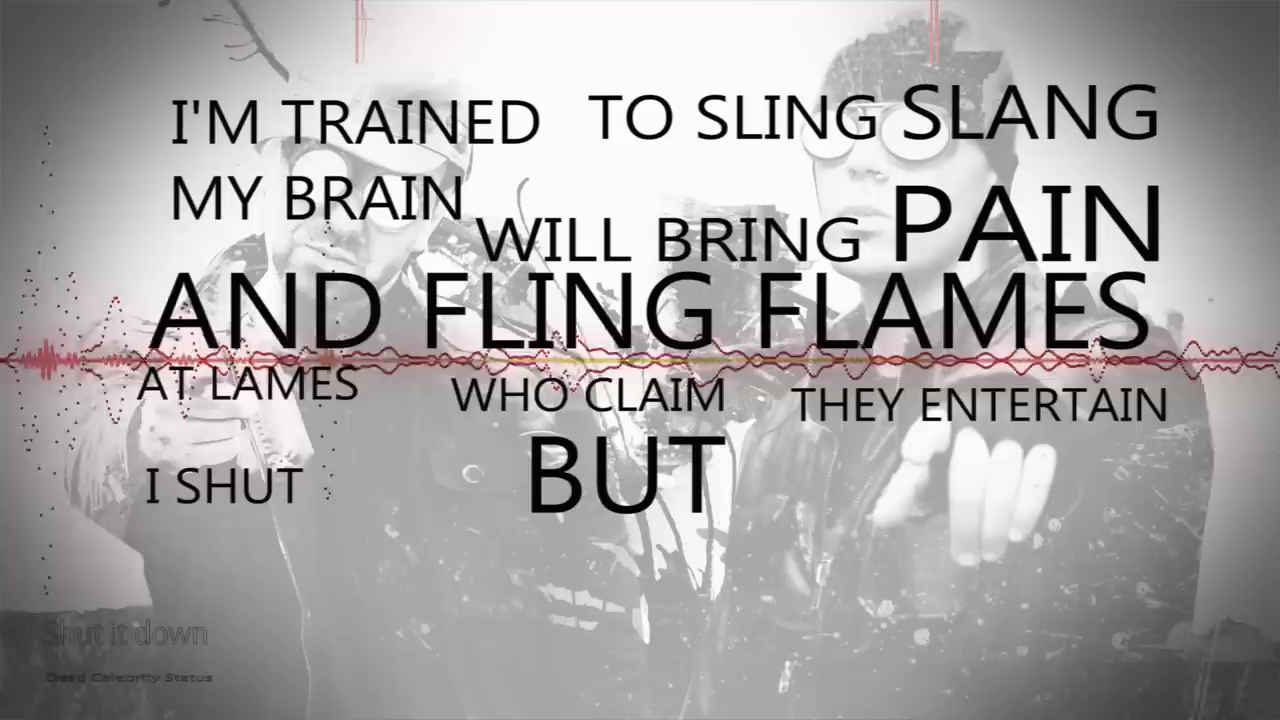 I'M TRAINED TO SLING SLANG
MY BRAIN WILL BRING PAIN
AND FLING FLAMES
AT LAMES WHO CLAIM THEY ENTERTAIN
I SHUT BUT
Shut it down
Dead Celebrity Status